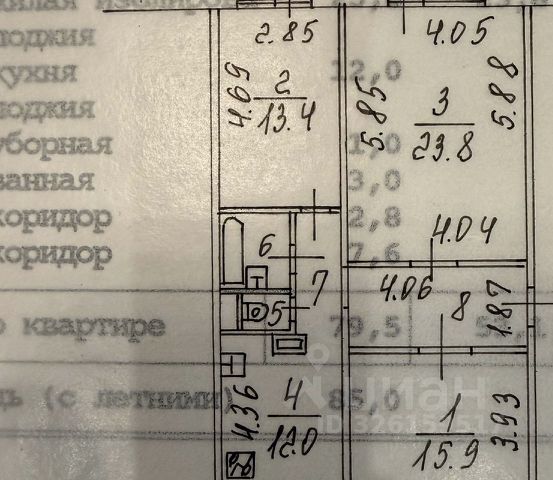 жилая изолиров
лоджия
кухня 12,0
лоджия
уборная 1,0
ванная 3,0
коридор 2,8
коридор 7,6
о квартире 79,5
дь (с летними) 85,0
2.85
4.69
2
13.4
4.05
5.85
3
23.8
5.88
4.04
6
7
5
4.06
8
1.87
4.36
4
12.0
1
15.9
3.93